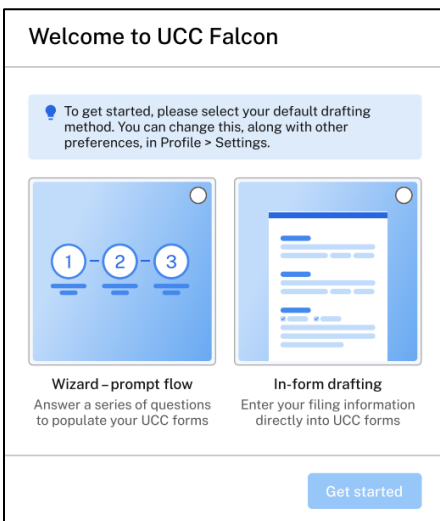 Welcome to UCC Falcon
To get started, please select your default drafting
method. You can change this, along with other
preferences, in Profile > Settings.
1 2 3
Wizard – prompt flow
Answer a series of questions
to populate your UCC forms
In-form drafting
Enter your filing information
directly into UCC forms
Get started